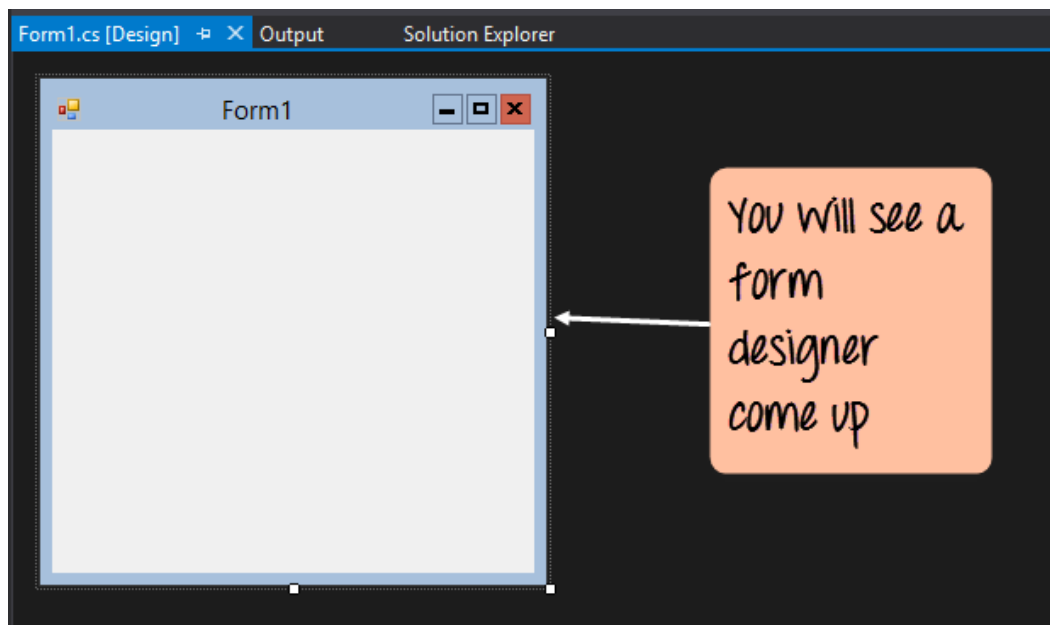 Form1.cs [Design] Output Solution Explorer
Form1
You will see a
form
designer
come up